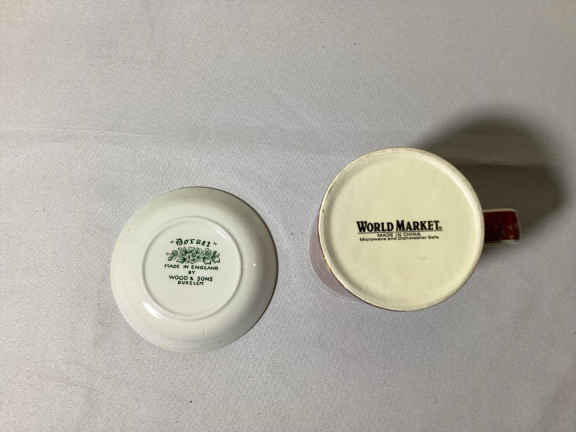 "Dorset"
MADE IN ENGLAND
BY
WOOD & SONS
BURSLEM
WORLD MARKET®
MADE IN CHINA
Microwave and Dishwasher Safe